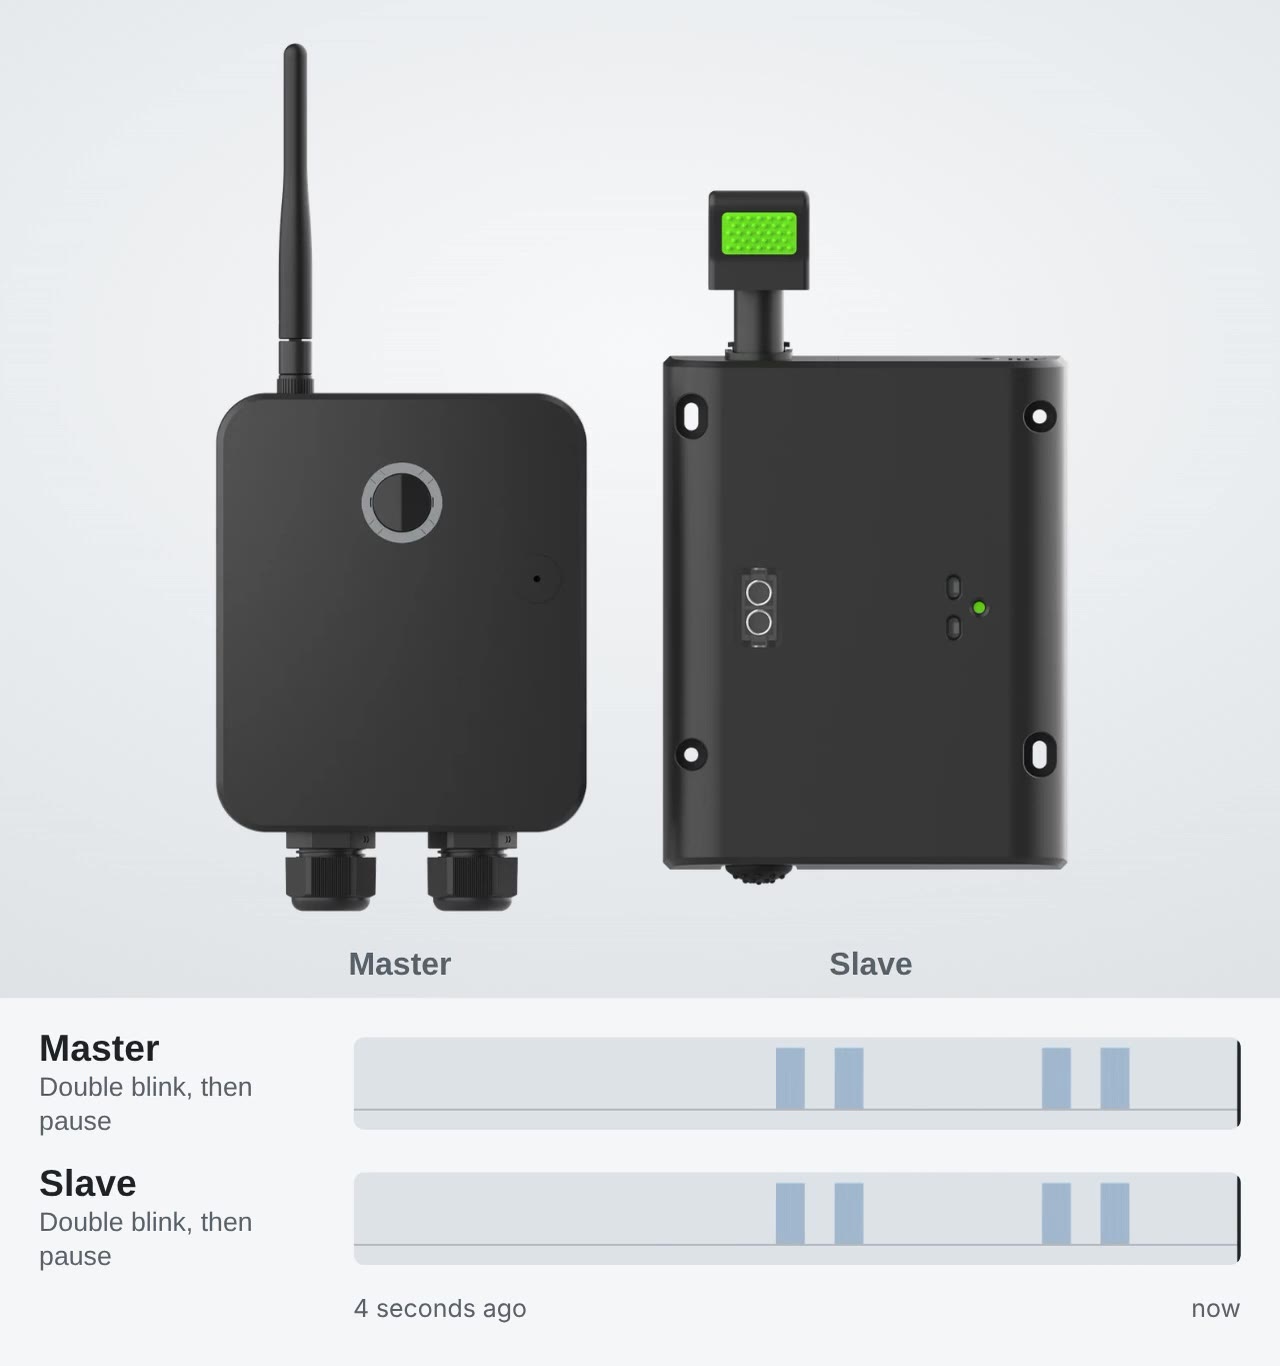 Master
Slave
Master
Double blink, then
pause
Slave
Double blink, then
pause
4 seconds ago
now